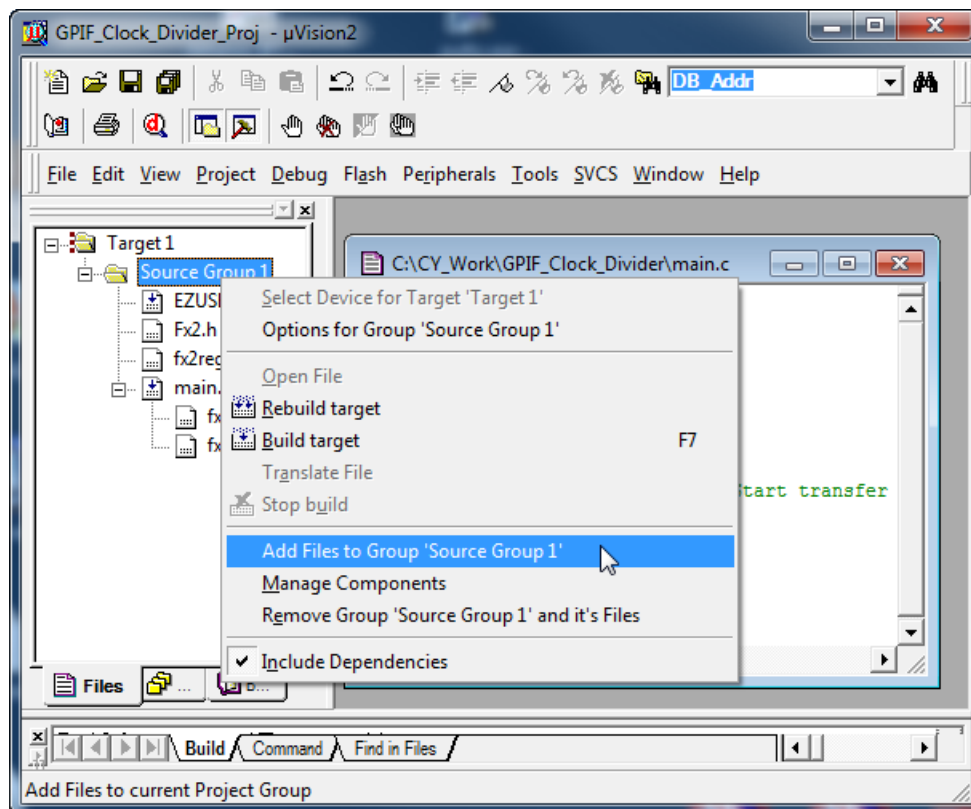 GPIF_Clock_Divider_Proj - µVision2
DB_Addr
File Edit View Project Debug Flash Peripherals Tools SVCS Window Help
Target 1
Source Group 1
C:\CY_Work\GPIF_Clock_Divider\main.c
EZUS
Fx2.h
fx2reg
main.
fx
fx
Select Device for Target 'Target 1'
Options for Group 'Source Group 1'
Open File
Rebuild target
Build target F7
Translate File
Stop build
tart transfer
Add Files to Group 'Source Group 1'
Manage Components
Remove Group 'Source Group 1' and it's Files
Include Dependencies
Files ... B...
Build Command Find in Files
Add Files to current Project Group